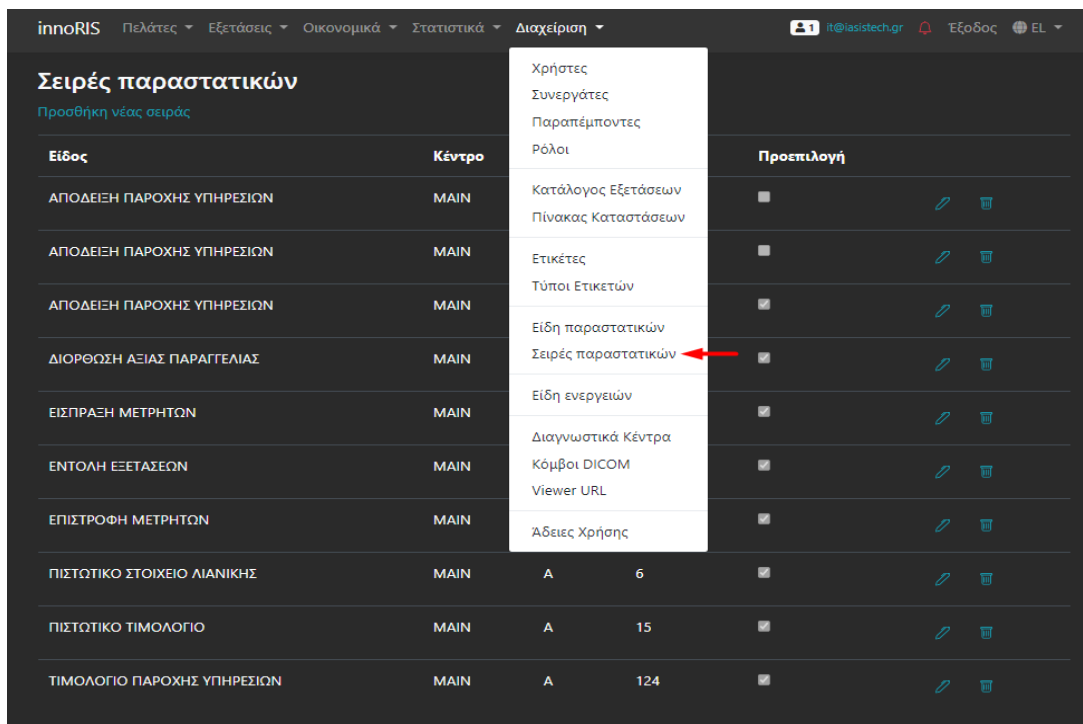 innoRIS Πελάτες Εξετάσεις Οικονομικά Στατιστικά Διαχείριση 1 it@iasistech.gr Έξοδος EL
Σειρές παραστατικών
Προσθήκη νέας σειράς
Χρήστες
Συνεργάτες
Παραπέμποντες
Ρόλοι
Κατάλογος Εξετάσεων
Πίνακας Καταστάσεων
Ετικέτες
Τύποι Ετικετών
Είδη παραστατικών
Σειρές παραστατικών
Είδη ενεργειών
Διαγνωστικά Κέντρα
Κόμβοι DICOM
Viewer URL
Άδειες Χρήσης
Είδος Κέντρο Προεπιλογή
ΑΠΟΔΕΙΞΗ ΠΑΡΟΧΗΣ ΥΠΗΡΕΣΙΩΝ MAIN
ΑΠΟΔΕΙΞΗ ΠΑΡΟΧΗΣ ΥΠΗΡΕΣΙΩΝ MAIN
ΑΠΟΔΕΙΞΗ ΠΑΡΟΧΗΣ ΥΠΗΡΕΣΙΩΝ MAIN
ΔΙΟΡΘΩΣΗ ΑΞΙΑΣ ΠΑΡΑΓΓΕΛΙΑΣ MAIN
ΕΙΣΠΡΑΞΗ ΜΕΤΡΗΤΩΝ MAIN
ΕΝΤΟΛΗ ΕΞΕΤΑΣΕΩΝ MAIN
ΕΠΙΣΤΡΟΦΗ ΜΕΤΡΗΤΩΝ MAIN
ΠΙΣΤΩΤΙΚΟ ΣΤΟΙΧΕΙΟ ΛΙΑΝΙΚΗΣ MAIN A 6
ΠΙΣΤΩΤΙΚΟ ΤΙΜΟΛΟΓΙΟ MAIN A 15
ΤΙΜΟΛΟΓΙΟ ΠΑΡΟΧΗΣ ΥΠΗΡΕΣΙΩΝ MAIN A 124